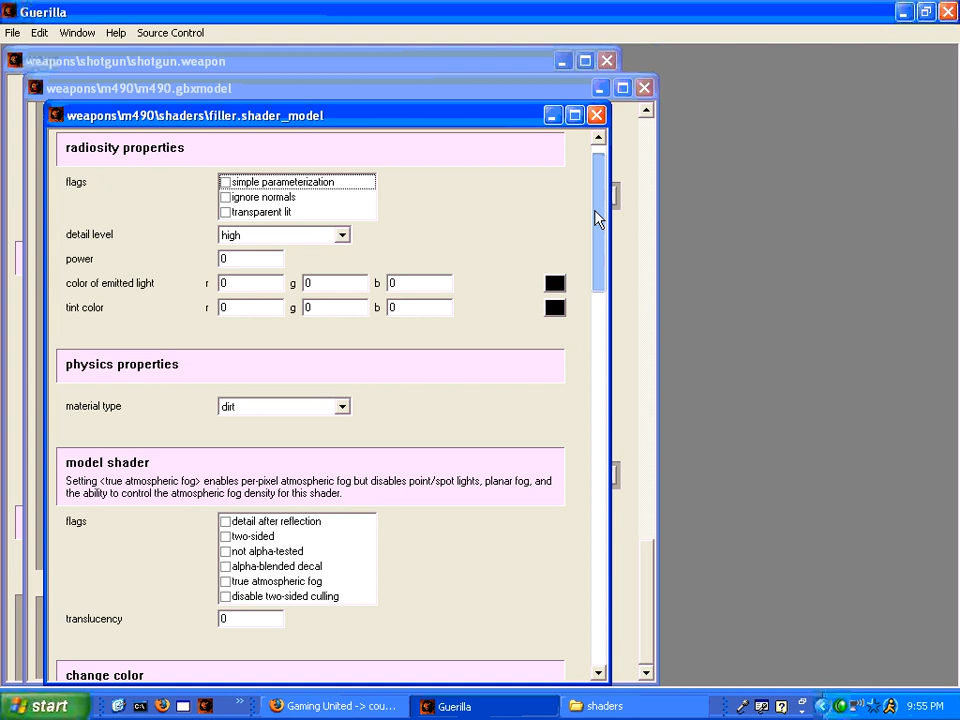 Guerilla
File Edit Window Help Source Control
weapons\shotgun\shotgun.weapon
weapons\m490\m490.gbxmodel
weapons\m490\shaders\filler.shader_model
radiosity properties
flags
simple parameterization
ignore normals
transparent lit
detail level high
power 0
color of emitted light r 0 g 0 b 0
tint color r 0 g 0 b 0
physics properties
material type dirt
model shader
Setting <true atmospheric fog> enables per-pixel atmospheric fog but disables point/spot lights, planar fog, and
the ability to control the atmospheric fog density for this shader.
flags
detail after reflection
two-sided
not alpha-tested
alpha-blended decal
true atmospheric fog
disable two-sided culling
translucency 0
change color
start Gaming United -> cou... Guerilla shaders 9:55 PM